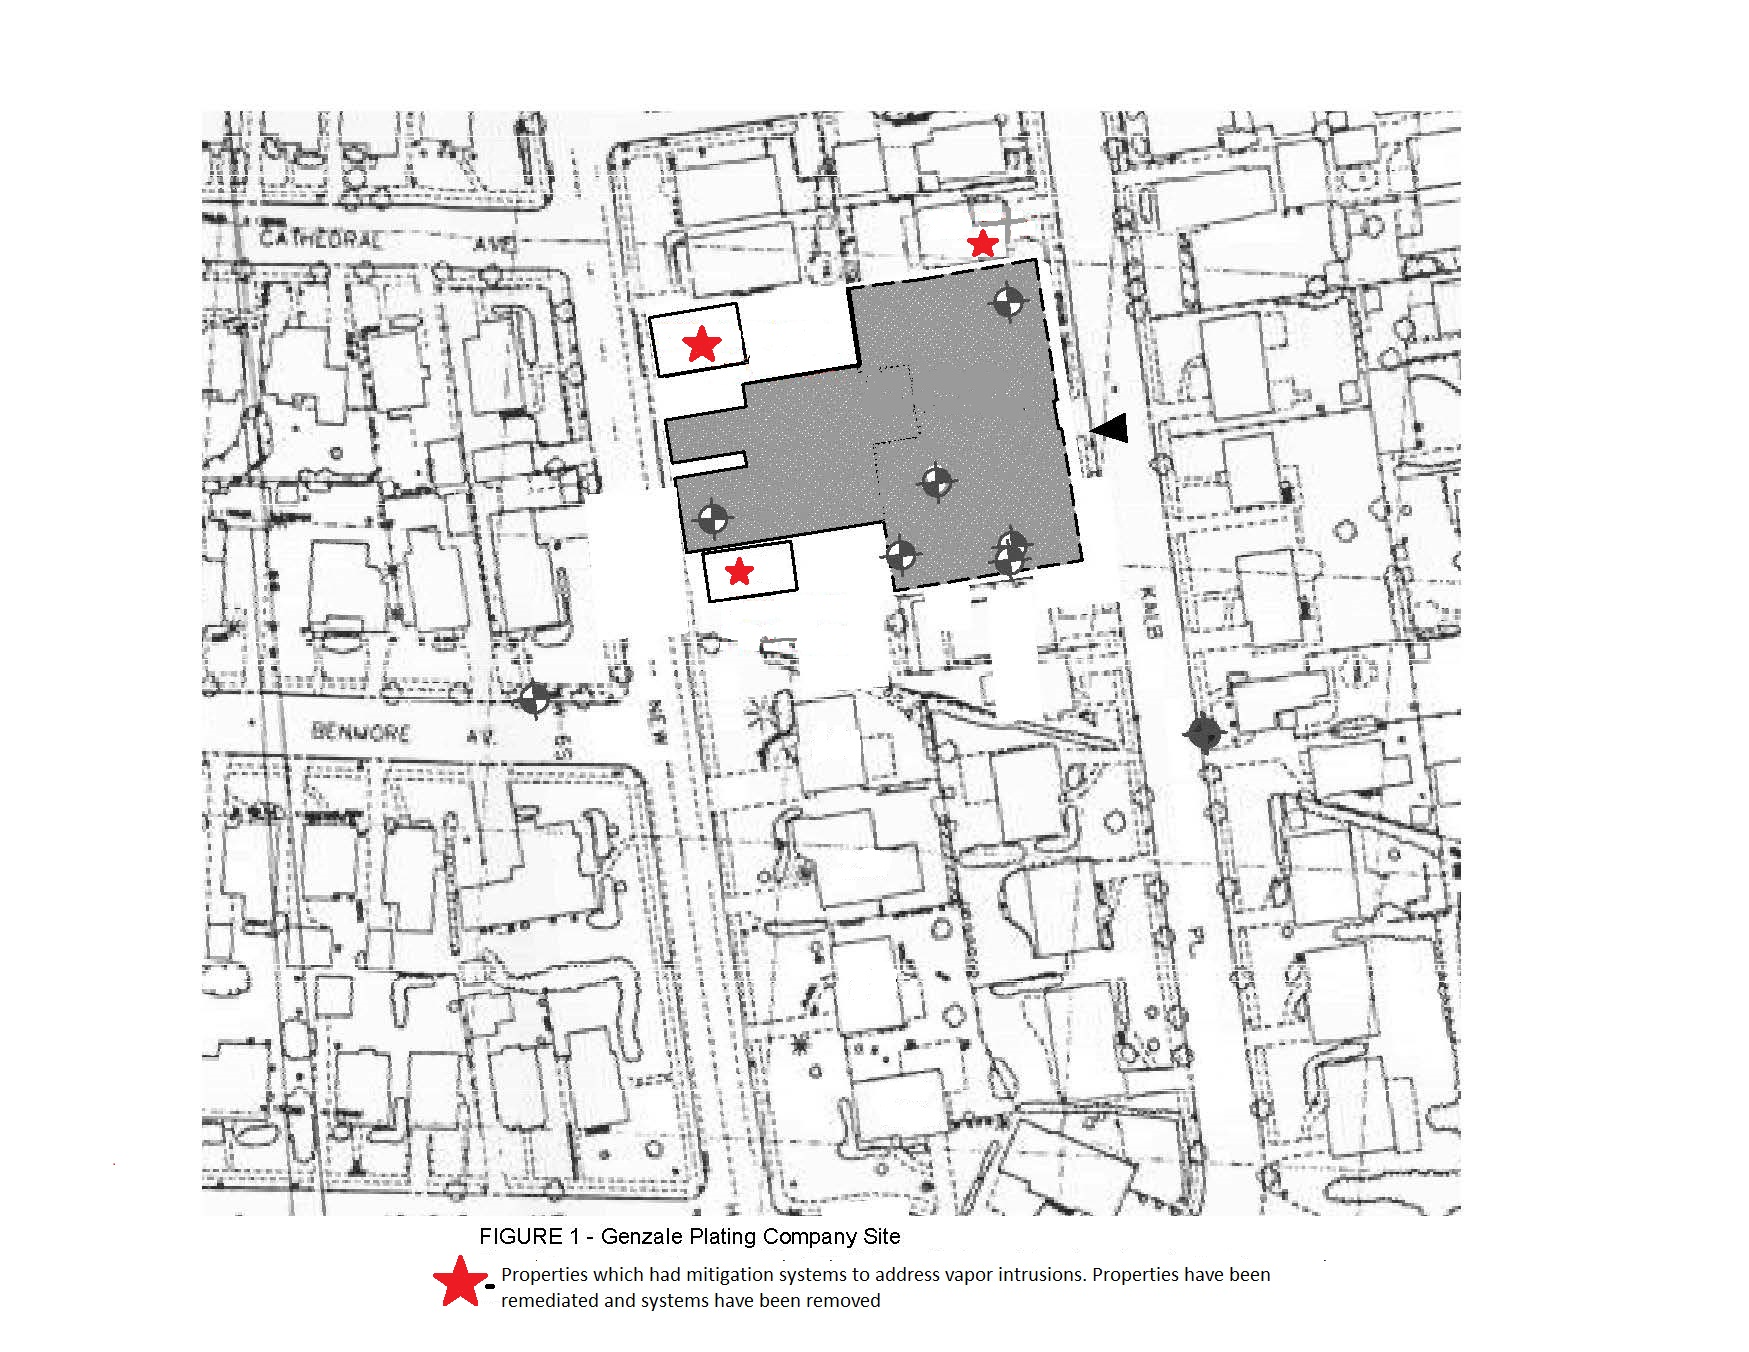 CATHEDRAL AVE.
KALB
BENMORE AV.
NEW
ST
PL
FIGURE 1 - Genzale Plating Company Site
- Properties which had mitigation systems to address vapor intrusions. Properties have been
remediated and systems have been removed